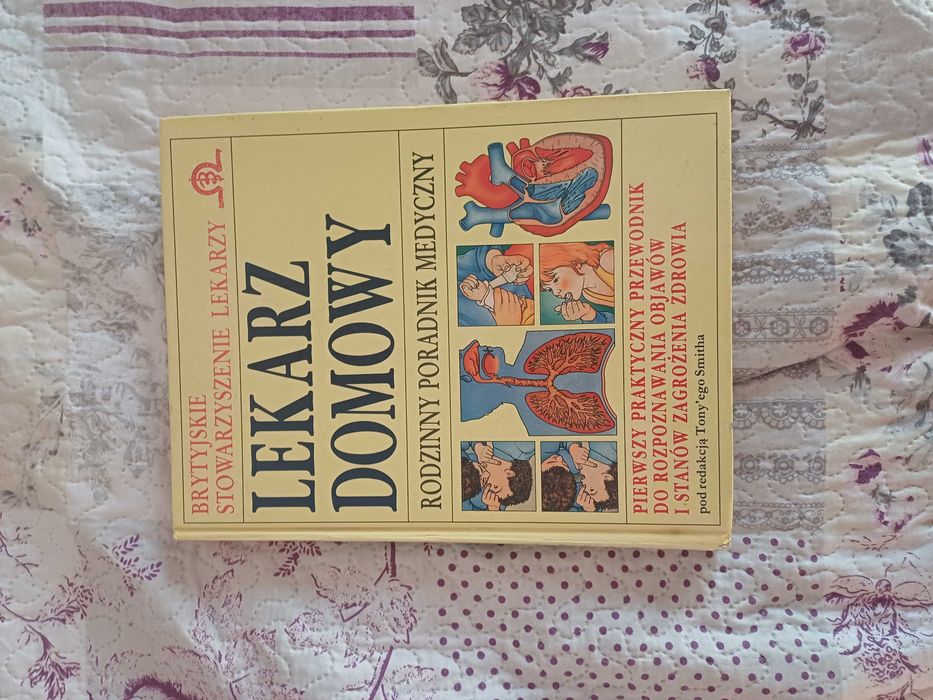 BRYTYJSKIE
STOWARZYSZENIE LEKARZY
LEKARZ
DOMOWY
RODZINNY PORADNIK MEDYCZNY
PIERWSZY PRAKTYCZNY PRZEWODNIK
DO ROZPOZNAWANIA OBJAWÓW
I STANÓW ZAGROŻENIA ZDROWIA
pod redakcją Tony'ego Smitha